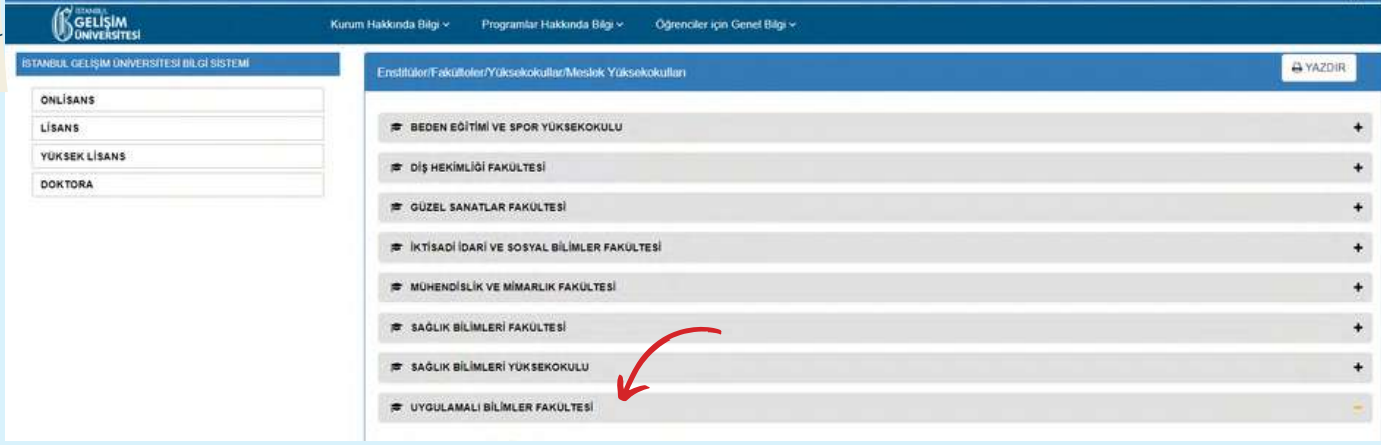 İSTANBUL
GELİŞİM
ÜNİVERSİTESİ
Kurum Hakkında Bilgi
Programlar Hakkında Bilgi
Öğrenciler için Genel Bilgi
İSTANBUL GELİŞİM ÜNİVERSİTESİ BİLGİ SİSTEMİ
ÖNLİSANS
LİSANS
YÜKSEK LİSANS
DOKTORA
Enstitüler/Fakülteler/Yüksekokullar/Meslek Yüksekokulları
YAZDIR
BEDEN EĞİTİMİ VE SPOR YÜKSEKOKULU
DİŞ HEKİMLİĞİ FAKÜLTESİ
GÜZEL SANATLAR FAKÜLTESİ
İKTİSADİ İDARİ VE SOSYAL BİLİMLER FAKÜLTESİ
MÜHENDİSLİK VE MİMARLIK FAKÜLTESİ
SAĞLIK BİLİMLERİ FAKÜLTESİ
SAĞLIK BİLİMLERİ YÜKSEKOKULU
UYGULAMALI BİLİMLER FAKÜLTESİ